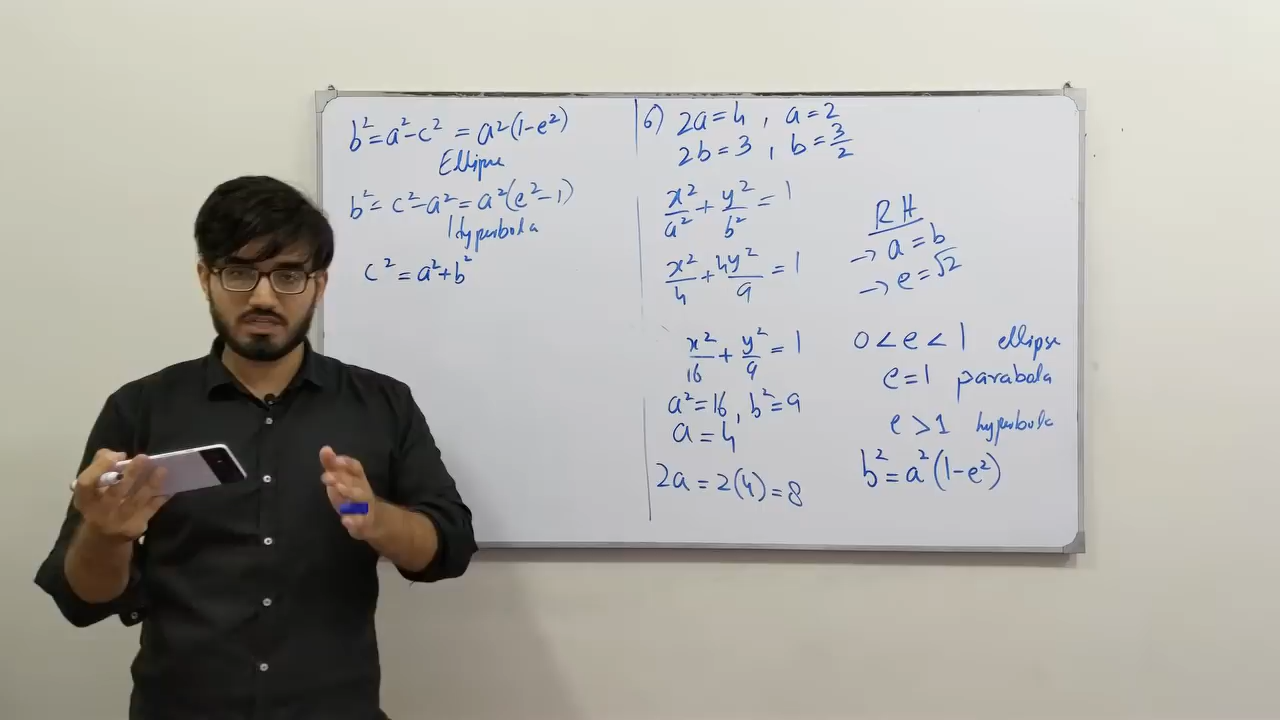 b² = a² - c² = a²(1-e²)
Ellipse
b² = c² - a² = a²(e²-1)
Hyperbola
c² = a² + b²
6) 2a = 4 , a = 2
2b = 3 , b = 3/2
x²/a² + y²/b² = 1
x²/4 + 4y²/9 = 1
x²/16 + y²/9 = 1
a² = 16 , b² = 9
a = 4
2a = 2(4) = 8
RH
→ a = b
→ e = √2
0 < e < 1 ellipse
e = 1 parabola
e > 1 hyperbola
b² = a²(1-e²)